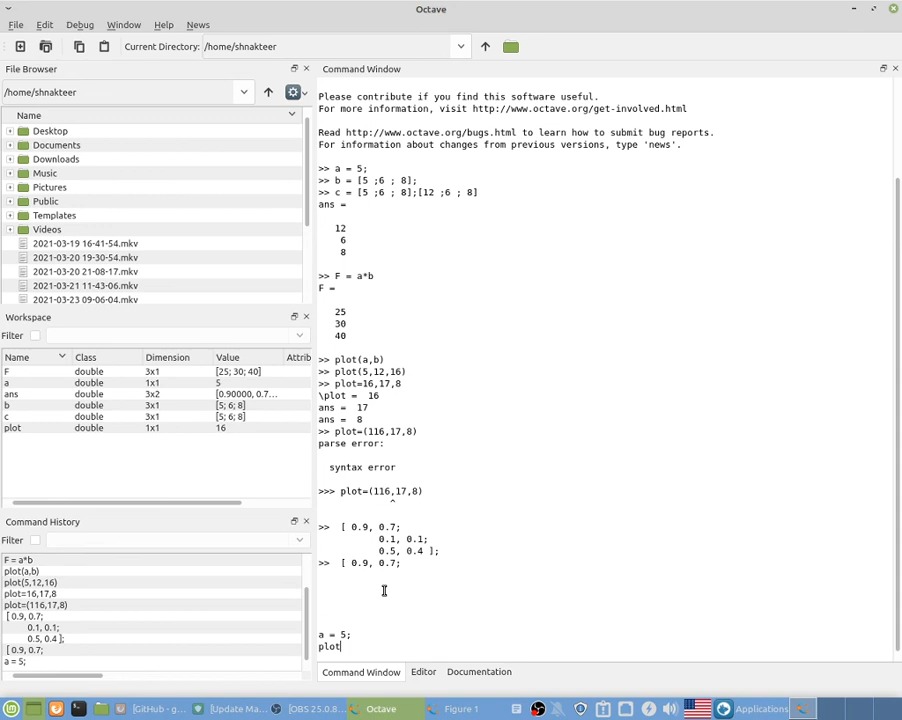 Octave
File Edit Debug Window Help News
Current Directory: /home/shnakteer
File Browser
/home/shnakteer
Name
Desktop
Documents
Downloads
Music
Pictures
Public
Templates
Videos
2021-03-19 16-41-54.mkv
2021-03-20 19-30-54.mkv
2021-03-20 21-08-17.mkv
2021-03-21 11-43-06.mkv
2021-03-23 09-06-04.mkv
Workspace
Filter
Name Class Dimension Value Attrib
F double 3x1 [25; 30; 40]
a double 1x1 5
ans double 3x2 [0.90000, 0.7...
b double 3x1 [5; 6; 8]
c double 3x1 [5; 6; 8]
plot double 1x1 16
Command History
Filter
F = a*b
plot(a,b)
plot(5,12,16)
plot=16,17,8
plot=(116,17,8)
[ 0.9, 0.7;
0.1, 0.1;
0.5, 0.4 ];
[ 0.9, 0.7;
a = 5;
Command Window
Please contribute if you find this software useful.
For more information, visit http://www.octave.org/get-involved.html
Read http://www.octave.org/bugs.html to learn how to submit bug reports.
For information about changes from previous versions, type 'news'.
>> a = 5;
>> b = [5 ;6 ; 8];
>> c = [5 ;6 ; 8];[12 ;6 ; 8]
ans =
12
6
8
>> F = a*b
F =
25
30
40
>> plot(a,b)
>> plot(5,12,16)
>> plot=16,17,8
\plot =  16
ans =  17
ans =  8
>> plot=(116,17,8)
parse error:
syntax error
>>> plot=(116,17,8)
^
>>  [ 0.9, 0.7;
0.1, 0.1;
0.5, 0.4 ];
>>  [ 0.9, 0.7;
a = 5;
plot
Command Window Editor Documentation
[GitHub - g... [Update Ma... [OBS 25.0.8... Octave Figure 1 Applications